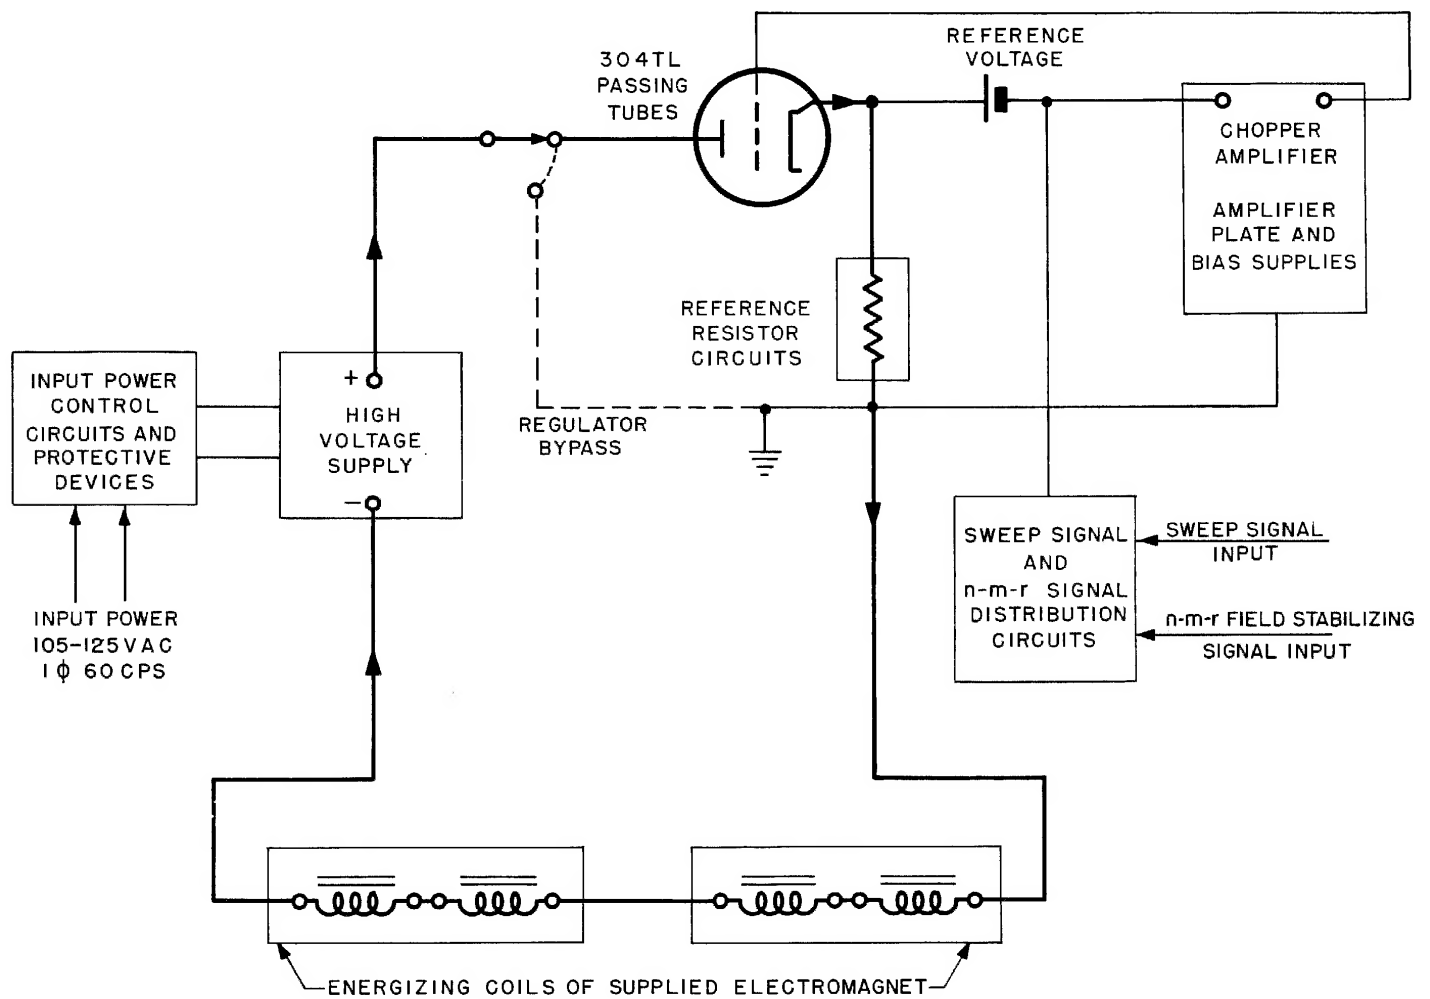 304TL
PASSING
TUBES
REFERENCE
VOLTAGE
CHOPPER
AMPLIFIER
AMPLIFIER
PLATE AND
BIAS SUPPLIES
REFERENCE
RESISTOR
CIRCUITS
INPUT POWER
CONTROL
CIRCUITS AND
PROTECTIVE
DEVICES
+
HIGH
VOLTAGE
SUPPLY
−
REGULATOR
BYPASS
SWEEP SIGNAL
AND
n-m-r SIGNAL
DISTRIBUTION
CIRCUITS
SWEEP SIGNAL
INPUT
n-m-r FIELD STABILIZING
SIGNAL INPUT
INPUT POWER
105-125 VAC
1 ϕ 60 CPS
ENERGIZING COILS OF SUPPLIED ELECTROMAGNET